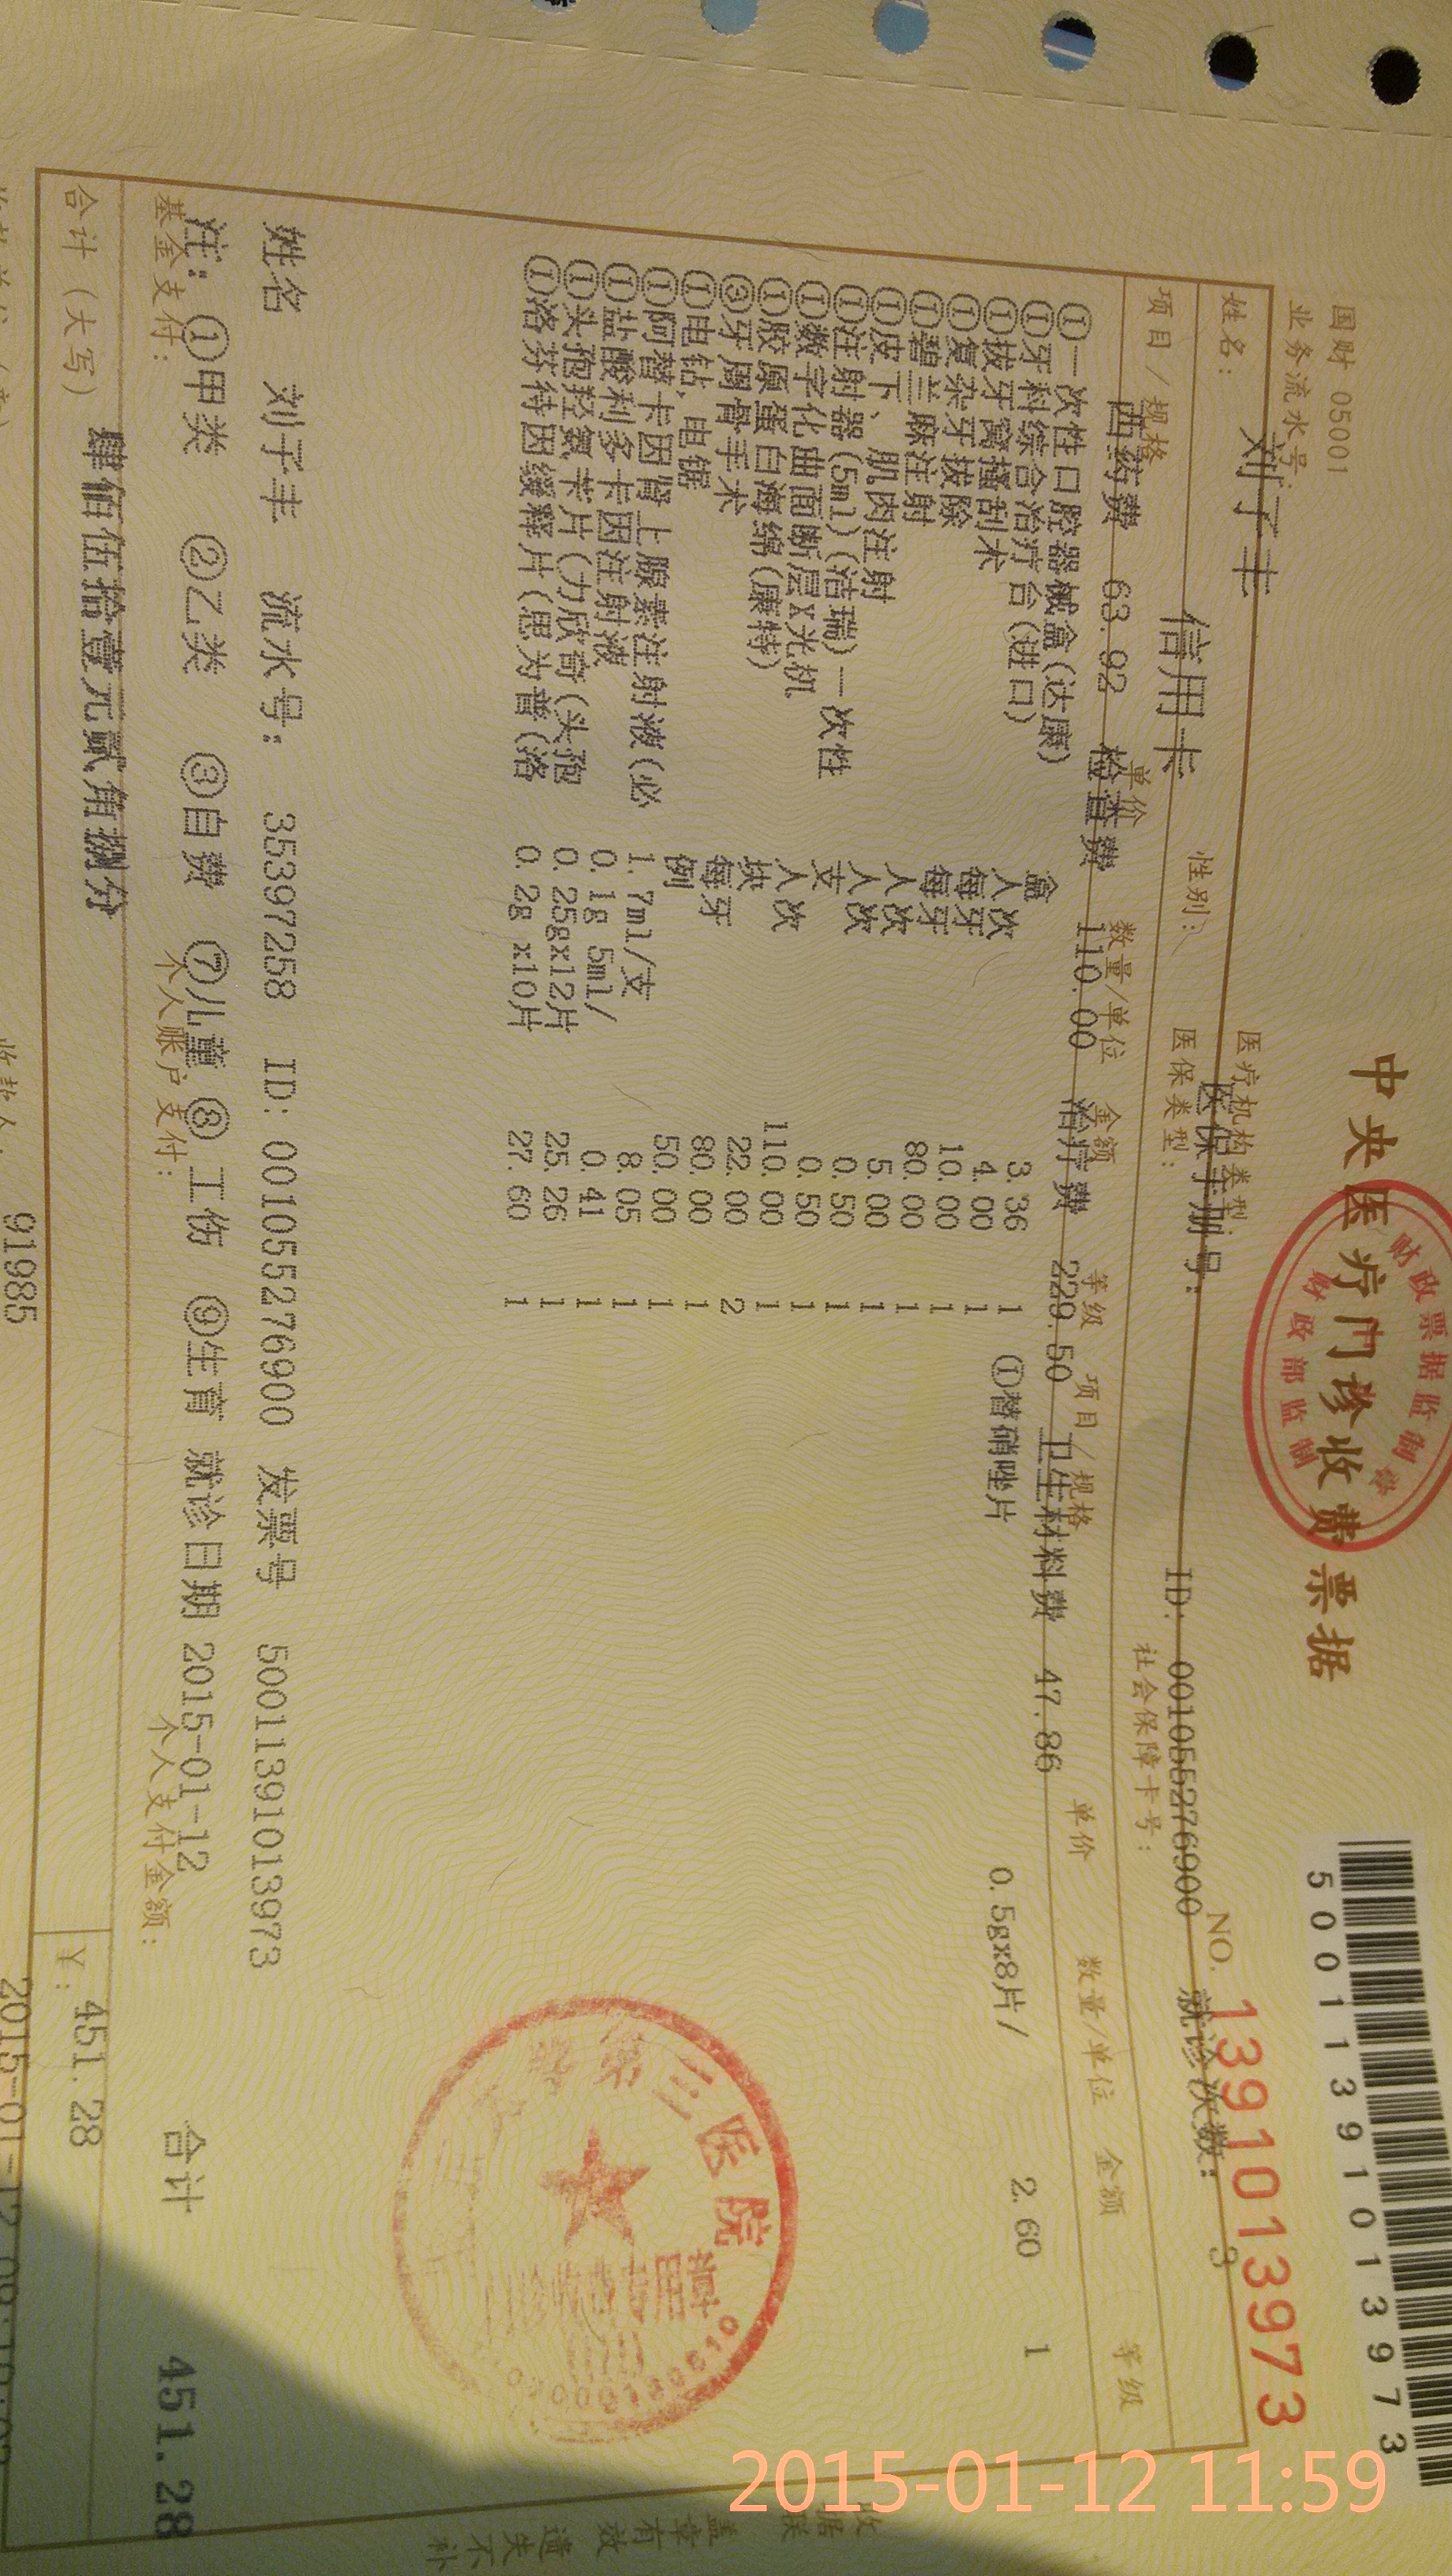 50011391013973
中央医疗门诊收费票据
财政票据监制章
财政部监制
国财 05001
业务流水号:
医疗机构类型
NO. 1391013973
姓名: 刘子丰
性别:
医保手册号:
ID: 001055276900
就诊次数: 3
信用卡
医保类型:
社会保障卡号:
项目/规格 单价 数量/单位 金额 等级 项目/规格 单价 数量/单位 金额 等级
西药费 63.92 检查费 110.00 治疗费 229.50 卫生材料费 47.86
①一次性口腔器械盒(达康) 盒 3.36 1 ①替硝唑片 0.5gx8片/ 2.60 1
①牙科综合治疗台(进口) 人次 4.00 1
①拔牙窝搔刮术 每牙 10.00 1
①复杂牙拔除 每牙 80.00 1
①碧兰麻注射 人次 5.00 1
①皮下、肌肉注射 人次 0.50 1
①注射器(5ml)(洁瑞)一次性 支 0.50 1
①数字化曲面断层X光机 人次 110.00 1
①胶原蛋白海绵(康特) 块 22.00 2
③牙周骨手术 每牙 80.00 1
①电钻、电锯 例 50.00 1
①阿替卡因肾上腺素注射液(必 1.7ml/支 8.05 1
①盐酸利多卡因注射液 0.1g 5ml/ 0.41 1
①头孢羟氨苄片(力欣奇(头孢 0.25gx12片 25.26 1
①洛芬待因缓释片(思为普(洛 0.2g x10片 27.60 1
第三医院
姓名 刘子丰 流水号: 35397258 ID: 001055276900 发票号 50011391013973
注: ①甲类 ②乙类 ③自费 ⑦儿童 ⑧工伤 ⑨生育 就诊日期 2015-01-12 合计 451.28
基金支付: 个人账户支付: 个人支付金额:
合计(大写) 肆佰伍拾壹元贰角捌分 ¥: 451.28
91985
收据联 盖章有效 遗失不补
2015-01-12 11:59